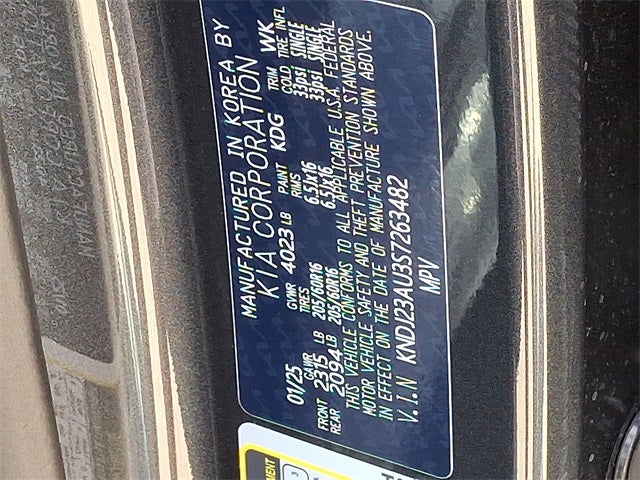 MANUFACTURED IN KOREA BY
KIA CORPORATION
01/25 GVWR 4023 LB PAINT KDG TRIM WK
GAWR TIRES RIMS COLD TIRE INFL
FRONT 2315 LB 205/60R16 6.5Jx16 33psi SINGLE
REAR 2094 LB 205/60R16 6.5Jx16 33psi SINGLE
THIS VEHICLE CONFORMS TO ALL APPLICABLE U.S.A. FEDERAL
MOTOR VEHICLE SAFETY AND THEFT PREVENTION STANDARDS
IN EFFECT ON THE DATE OF MANUFACTURE SHOWN ABOVE.
V.I.N KNDJ23AU3S7263482
MPV